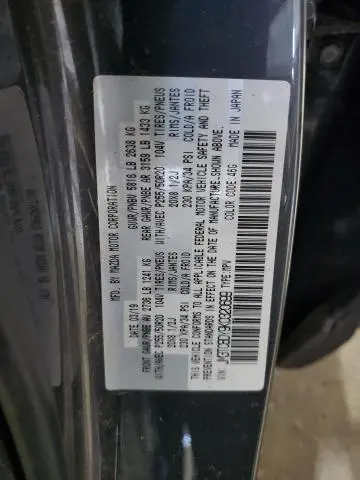 MFD. BY MAZDA MOTOR CORPORATION
DATE: 03/19 GVWR/PNBV 5816 LB 2638 KG
FRONT GAWR/PNBE AV 2736 LB 1241 KG REAR GAWR/PNBE AR 3159 LB 1433 KG
WITH/AVEC P255/50R20 104V TIRES/PNEUS WITH/AVEC P255/50R20 104V TIRES/PNEUS
20X8 1/2J RIMS/JANTES 20X8 1/2J RIMS/JANTES
230 KPA/34 PSI COLD/A FROID 230 KPA/34 PSI COLD/A FROID
THIS VEHICLE CONFORMS TO ALL APPLICABLE FEDERAL MOTOR VEHICLE SAFETY AND THEFT
PREVENTION STANDARDS IN EFFECT ON THE DATE OF MANUFACTURE SHOWN ABOVE.
MADE IN JAPAN
COLOR CODE 46G
VIN: TYPE: MPV